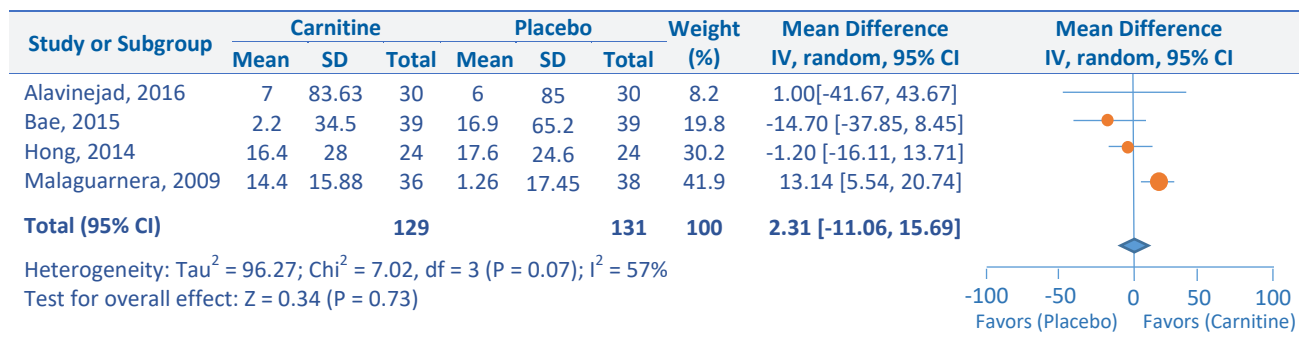 Study or Subgroup Carnitine Placebo Weight (%) Mean Difference IV, random, 95% CI Mean Difference IV, random, 95% CI
Mean SD Total Mean SD Total
Alavinejad, 2016 7 83.63 30 6 85 30 8.2 1.00[-41.67, 43.67]
Bae, 2015 2.2 34.5 39 16.9 65.2 39 19.8 -14.70 [-37.85, 8.45]
Hong, 2014 16.4 28 24 17.6 24.6 24 30.2 -1.20 [-16.11, 13.71]
Malaguarnera, 2009 14.4 15.88 36 1.26 17.45 38 41.9 13.14 [5.54, 20.74]
Total (95% CI) 129 131 100 2.31 [-11.06, 15.69]
Heterogeneity: Tau² = 96.27; Chi² = 7.02, df = 3 (P = 0.07); I² = 57%
Test for overall effect: Z = 0.34 (P = 0.73)
-100 -50 0 50 100
Favors (Placebo) Favors (Carnitine)